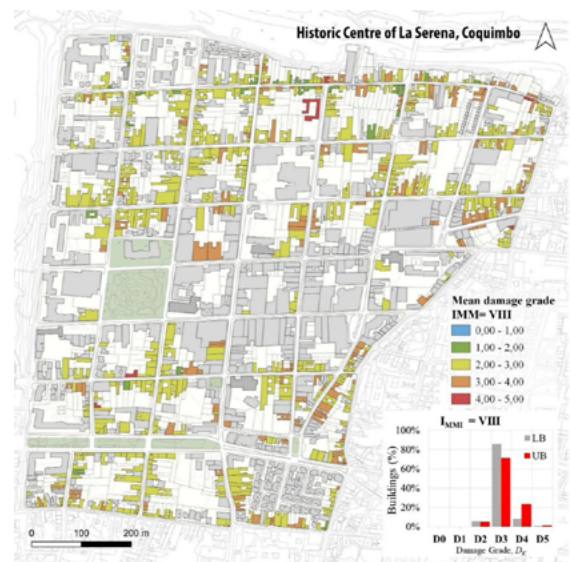 Historic Centre of La Serena, Coquimbo
Mean damage grade
IMM= VIII
0,00 - 1,00
1,00 - 2,00
2,00 - 3,00
3,00 - 4,00
4,00 - 5,00
I_MMI = VIII
100%
80%
60%
40%
20%
0%
Buildings (%)
LB
UB
D0 D1 D2 D3 D4 D5
Damage Grade, D_K
0 100 200 m